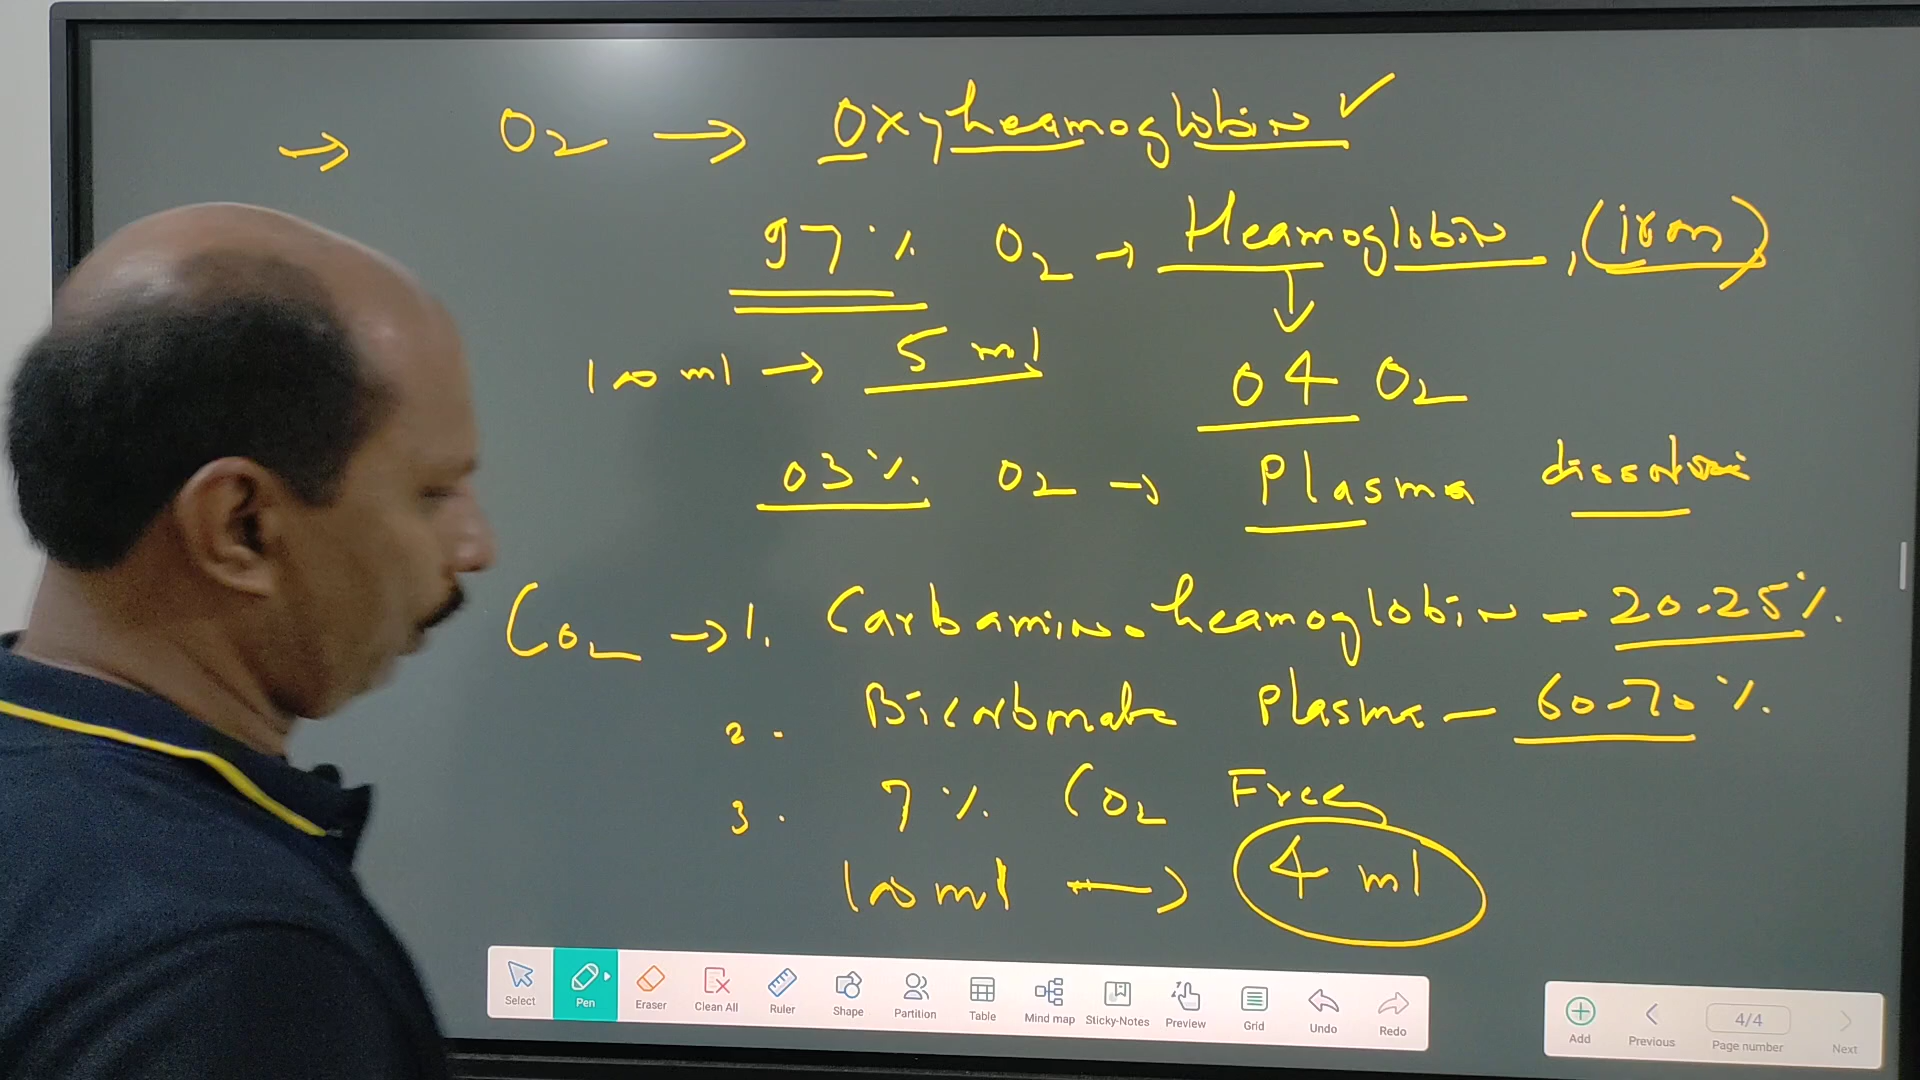 → O2 → Oxyheamoglobin ✓
97% O2 → Heamoglobin, (iron)
100 ml → 5 ml
04 O2
03% O2 → Plasma
CO2 → 1. Carbamino heamoglobin - 20-25%.
2. Bicarbonate Plasma - 60-70%.
3. 7% CO2 Free
100 ml → 4 ml
Select Pen Eraser Clean All Ruler Shape Partition Table Mind map Sticky-Notes Preview Grid Undo Redo
Add Previous 4/4 Page number Next